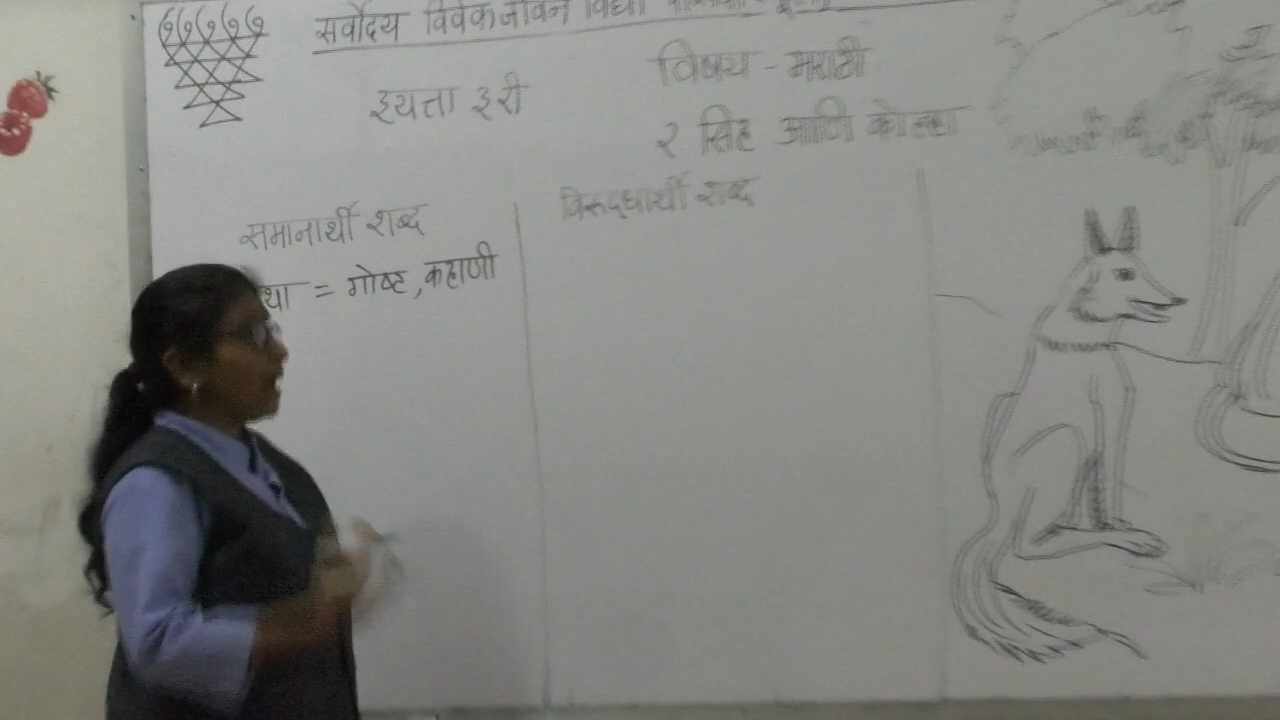 सर्वोदय विवेकजीवन विद्या
इयत्ता ३री
विषय - मराठी
२ सिंह आणि कोल्हा
समानार्थी शब्द
था = गोष्ट, कहाणी
विरूद्धार्थी शब्द